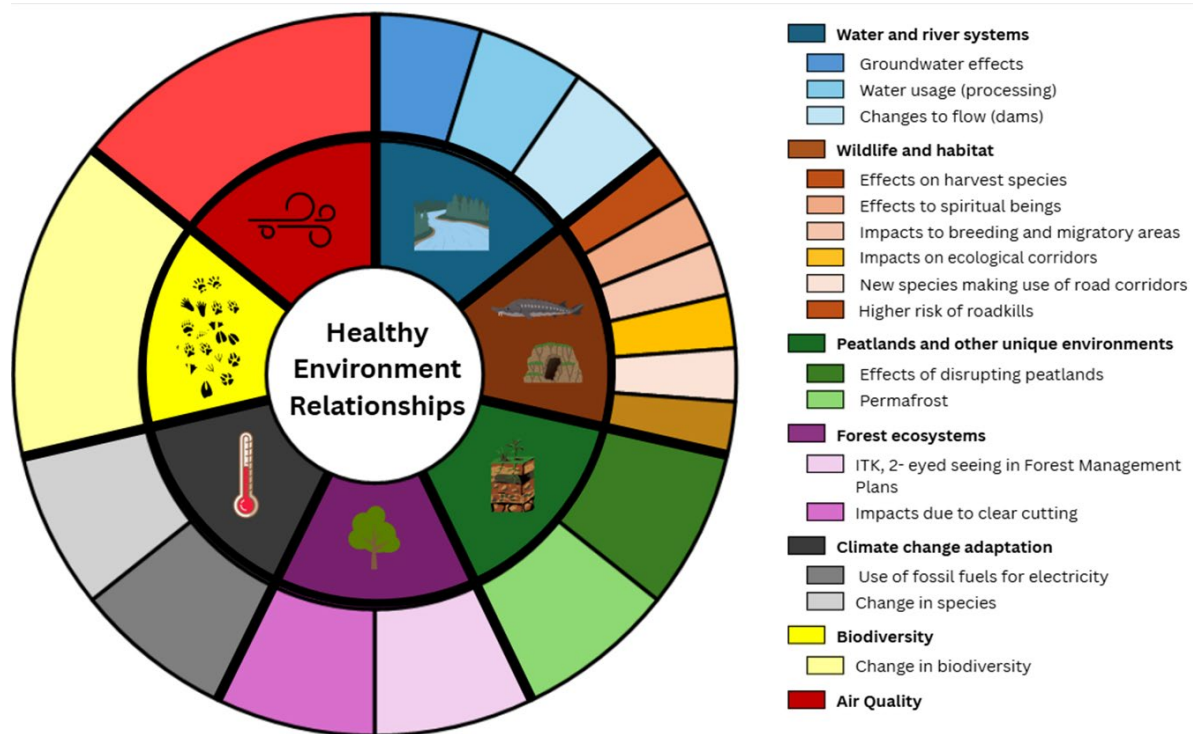 Healthy
Environment
Relationships
Water and river systems
Groundwater effects
Water usage (processing)
Changes to flow (dams)
Wildlife and habitat
Effects on harvest species
Effects to spiritual beings
Impacts to breeding and migratory areas
Impacts on ecological corridors
New species making use of road corridors
Higher risk of roadkills
Peatlands and other unique environments
Effects of disrupting peatlands
Permafrost
Forest ecosystems
ITK, 2- eyed seeing in Forest Management
Plans
Impacts due to clear cutting
Climate change adaptation
Use of fossil fuels for electricity
Change in species
Biodiversity
Change in biodiversity
Air Quality